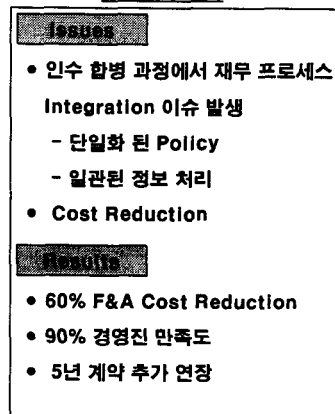 Issues
• 인수 합병 과정에서 재무 프로세스
Integration 이슈 발생
- 단일화 된 Policy
- 일관된 정보 처리
• Cost Reduction
Results
• 60% F&A Cost Reduction
• 90% 경영진 만족도
• 5년 계약 추가 연장